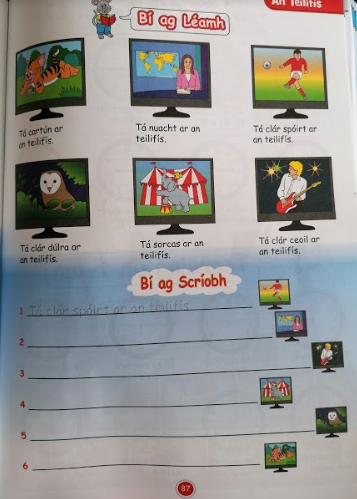 An Teilifís
Bí ag Léamh
Tá cartún ar
an teilifís.
Tá nuacht ar an
teilifís.
Tá clár spóirt ar
an teilifís.
Tá clár dúlra ar
an teilifís.
Tá sorcas ar an
teilifís.
Tá clár ceoil ar
an teilifís.
Bí ag Scríobh
1 Tá clár spóirt ar an teilifís.
2
3
4
5
6
87